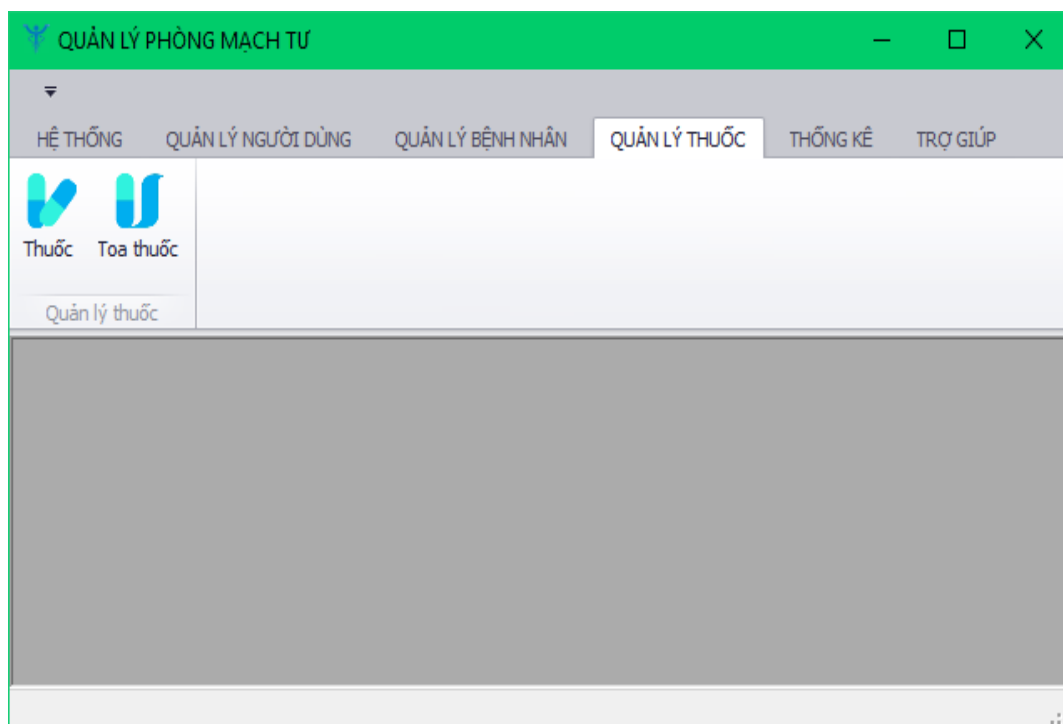 QUẢN LÝ PHÒNG MẠCH TƯ
HỆ THỐNG QUẢN LÝ NGƯỜI DÙNG QUẢN LÝ BỆNH NHÂN QUẢN LÝ THUỐC THỐNG KÊ TRỢ GIÚP
Thuốc Toa thuốc
Quản lý thuốc